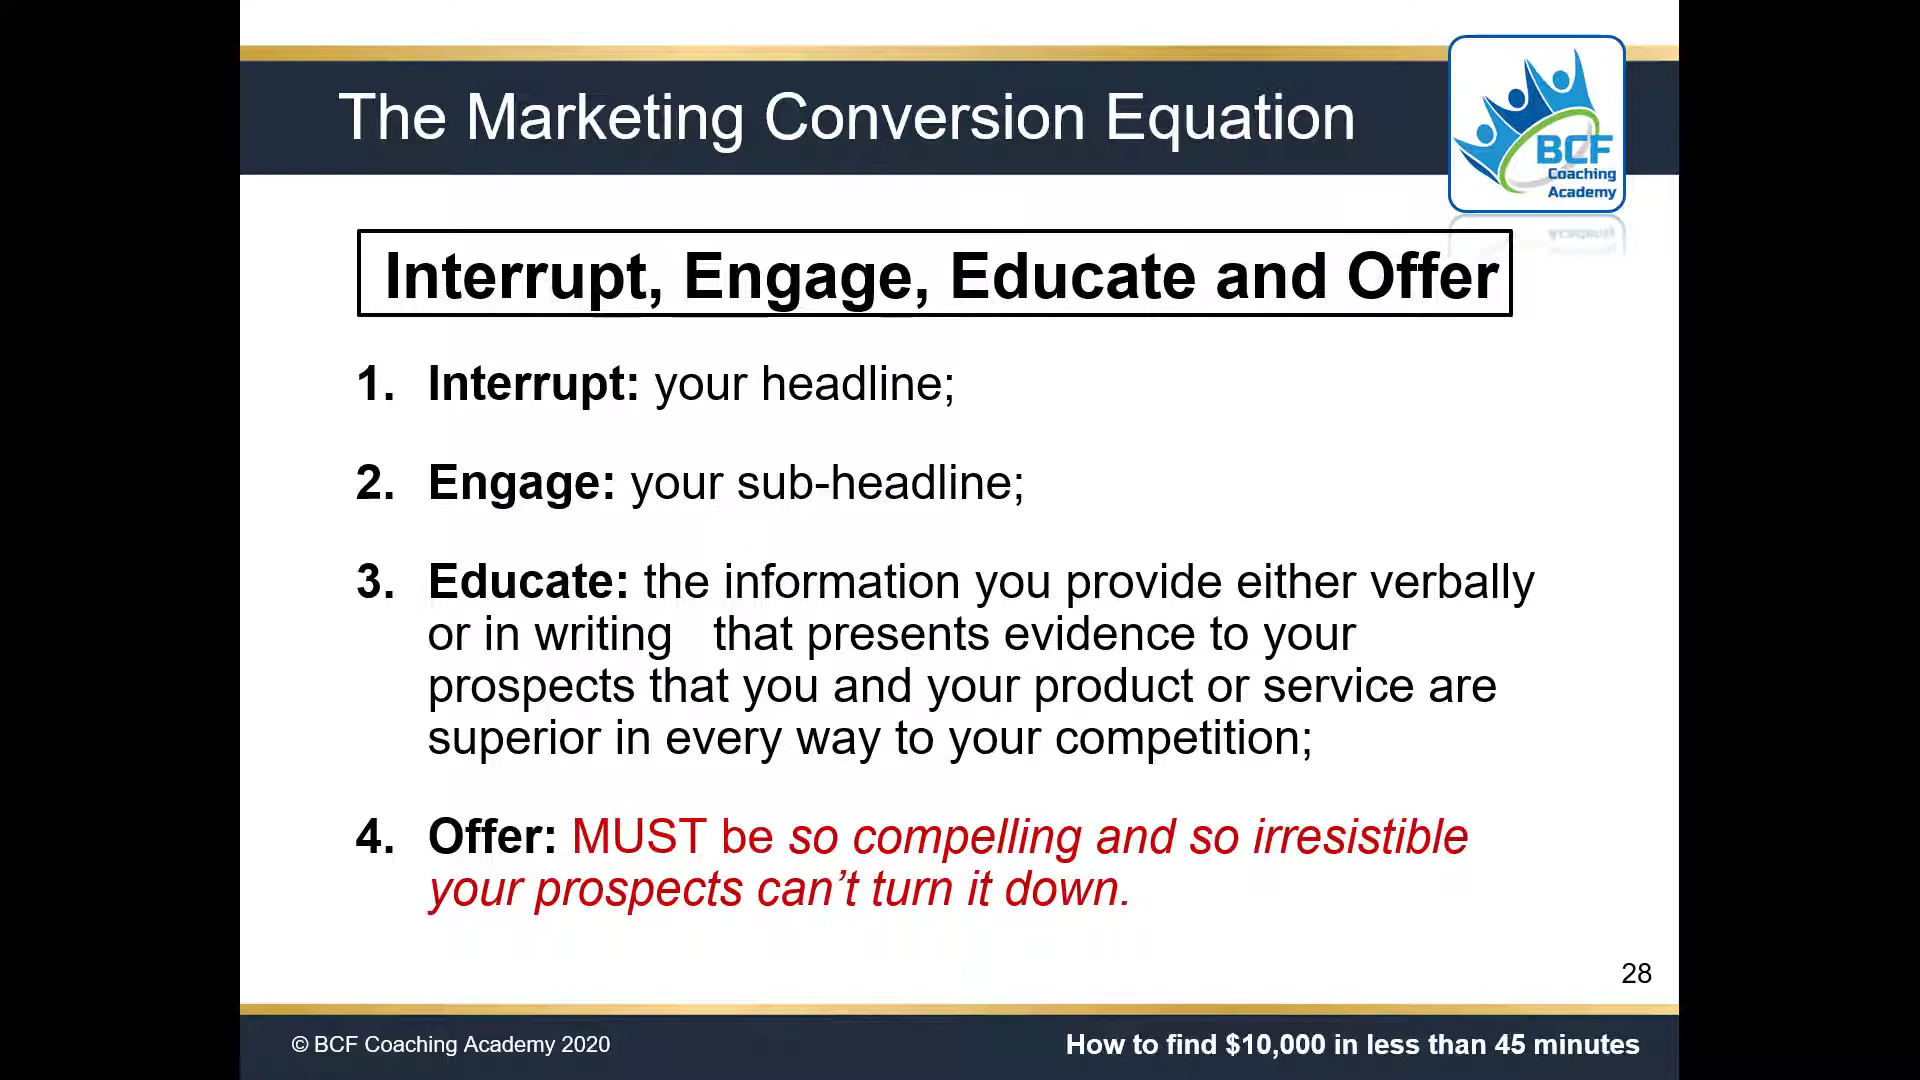 The Marketing Conversion Equation
BCF
Coaching
Academy
Interrupt, Engage, Educate and Offer
1. Interrupt: your headline;
2. Engage: your sub-headline;
3. Educate: the information you provide either verbally
or in writing   that presents evidence to your
prospects that you and your product or service are
superior in every way to your competition;
4. Offer: MUST be so compelling and so irresistible
your prospects can’t turn it down.
28
© BCF Coaching Academy 2020
How to find $10,000 in less than 45 minutes